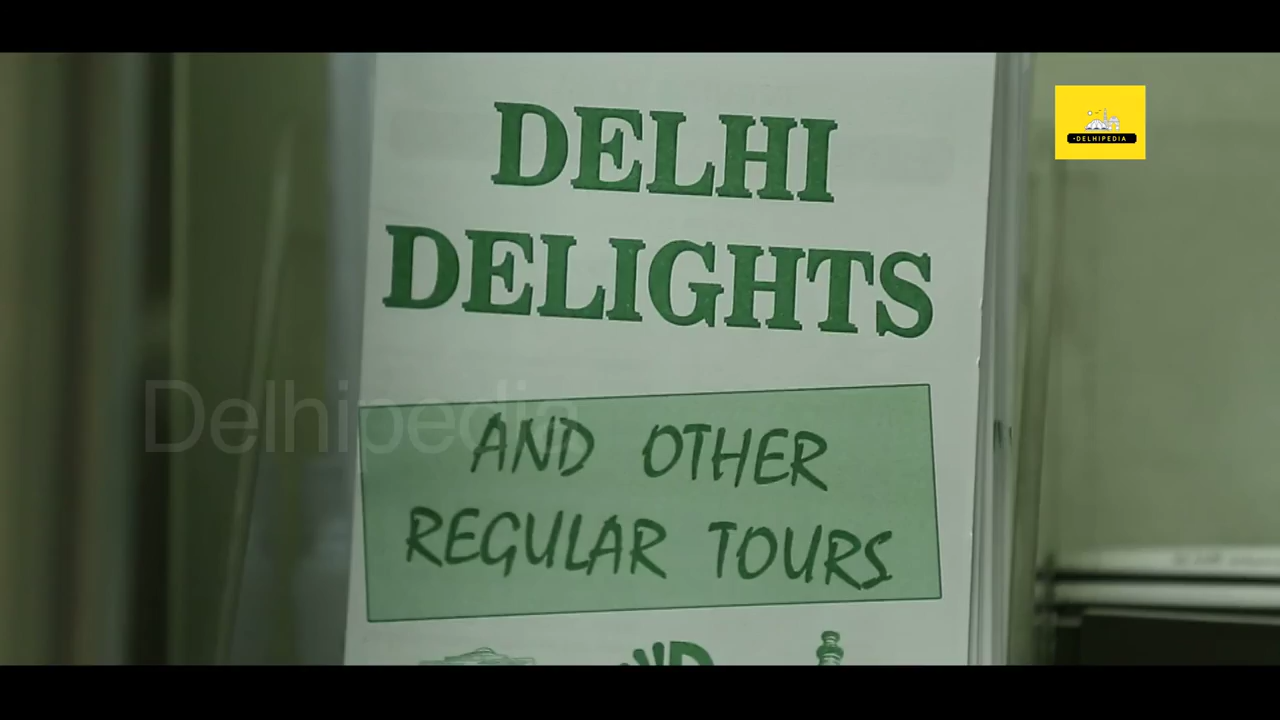 DELHI
DELIGHTS
AND OTHER
REGULAR TOURS
Delhipedia
DELHIPEDIA